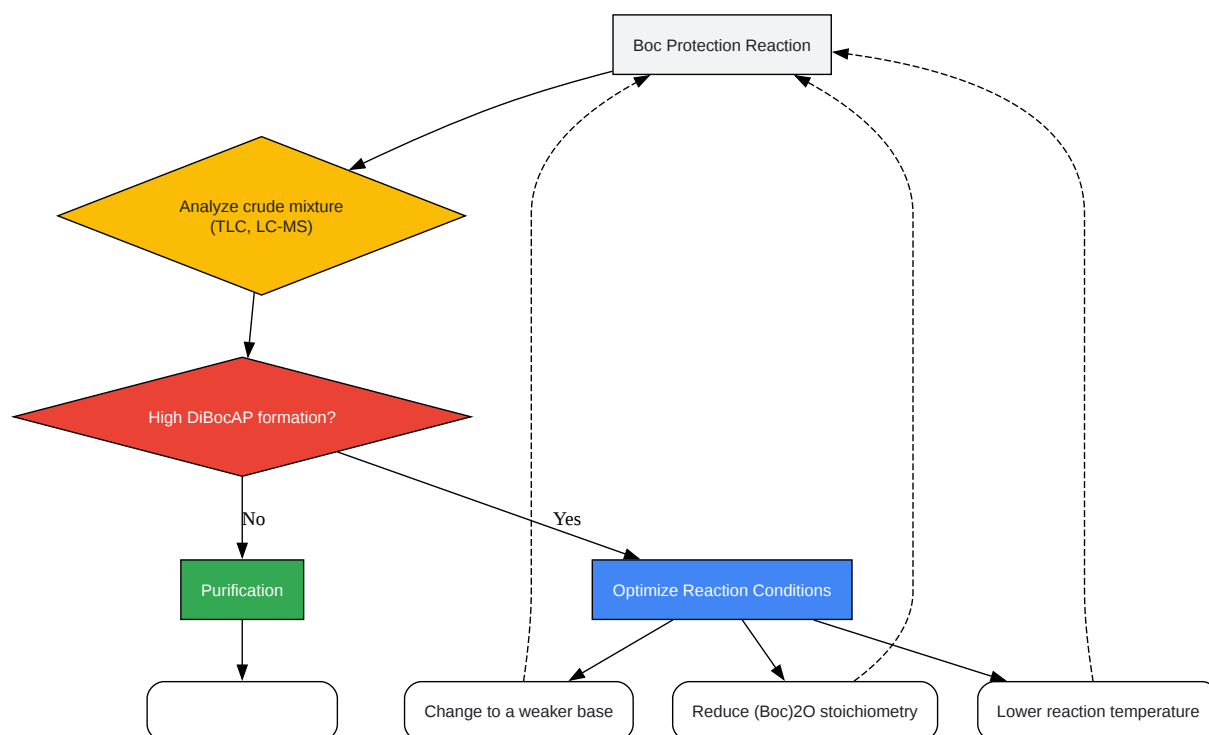 Boc Protection Reaction
Analyze crude mixture
(TLC, LC-MS)
High DiBocAP formation?
No
Yes
Purification
Optimize Reaction Conditions
Change to a weaker base
Reduce (Boc)2O stoichiometry
Lower reaction temperature